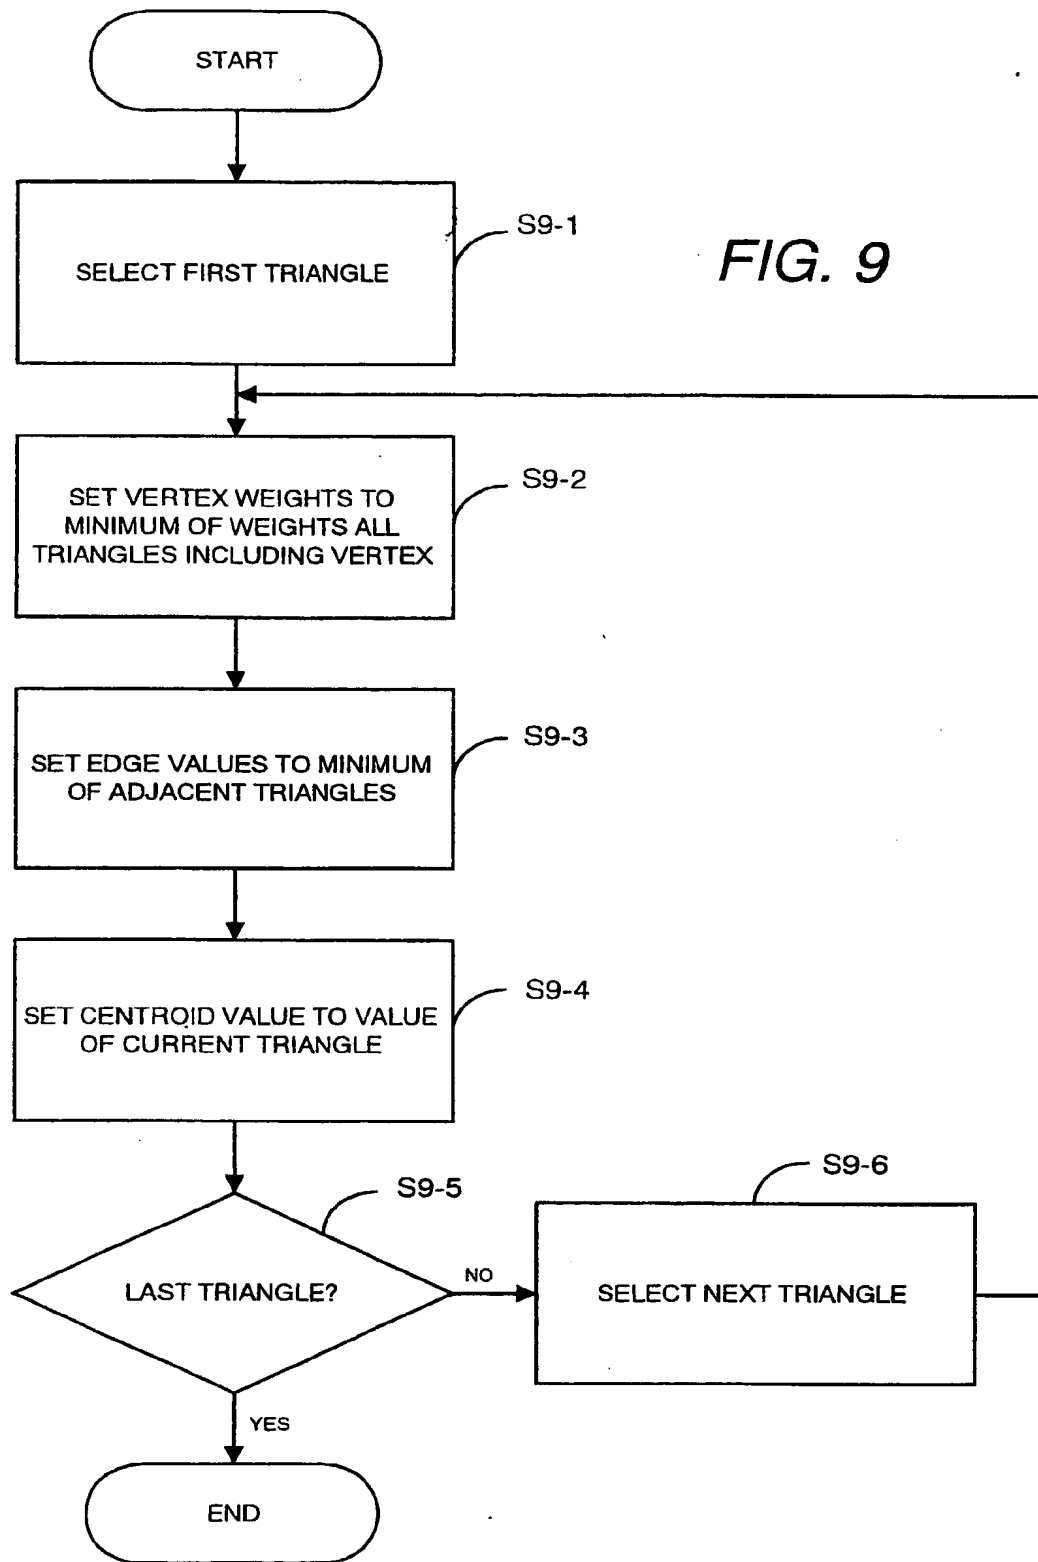 START
SELECT FIRST TRIANGLE
S9-1
FIG. 9
SET VERTEX WEIGHTS TO
MINIMUM OF WEIGHTS ALL
TRIANGLES INCLUDING VERTEX
S9-2
SET EDGE VALUES TO MINIMUM
OF ADJACENT TRIANGLES
S9-3
SET CENTROID VALUE TO VALUE
OF CURRENT TRIANGLE
S9-4
LAST TRIANGLE?
S9-5
NO
SELECT NEXT TRIANGLE
S9-6
YES
END